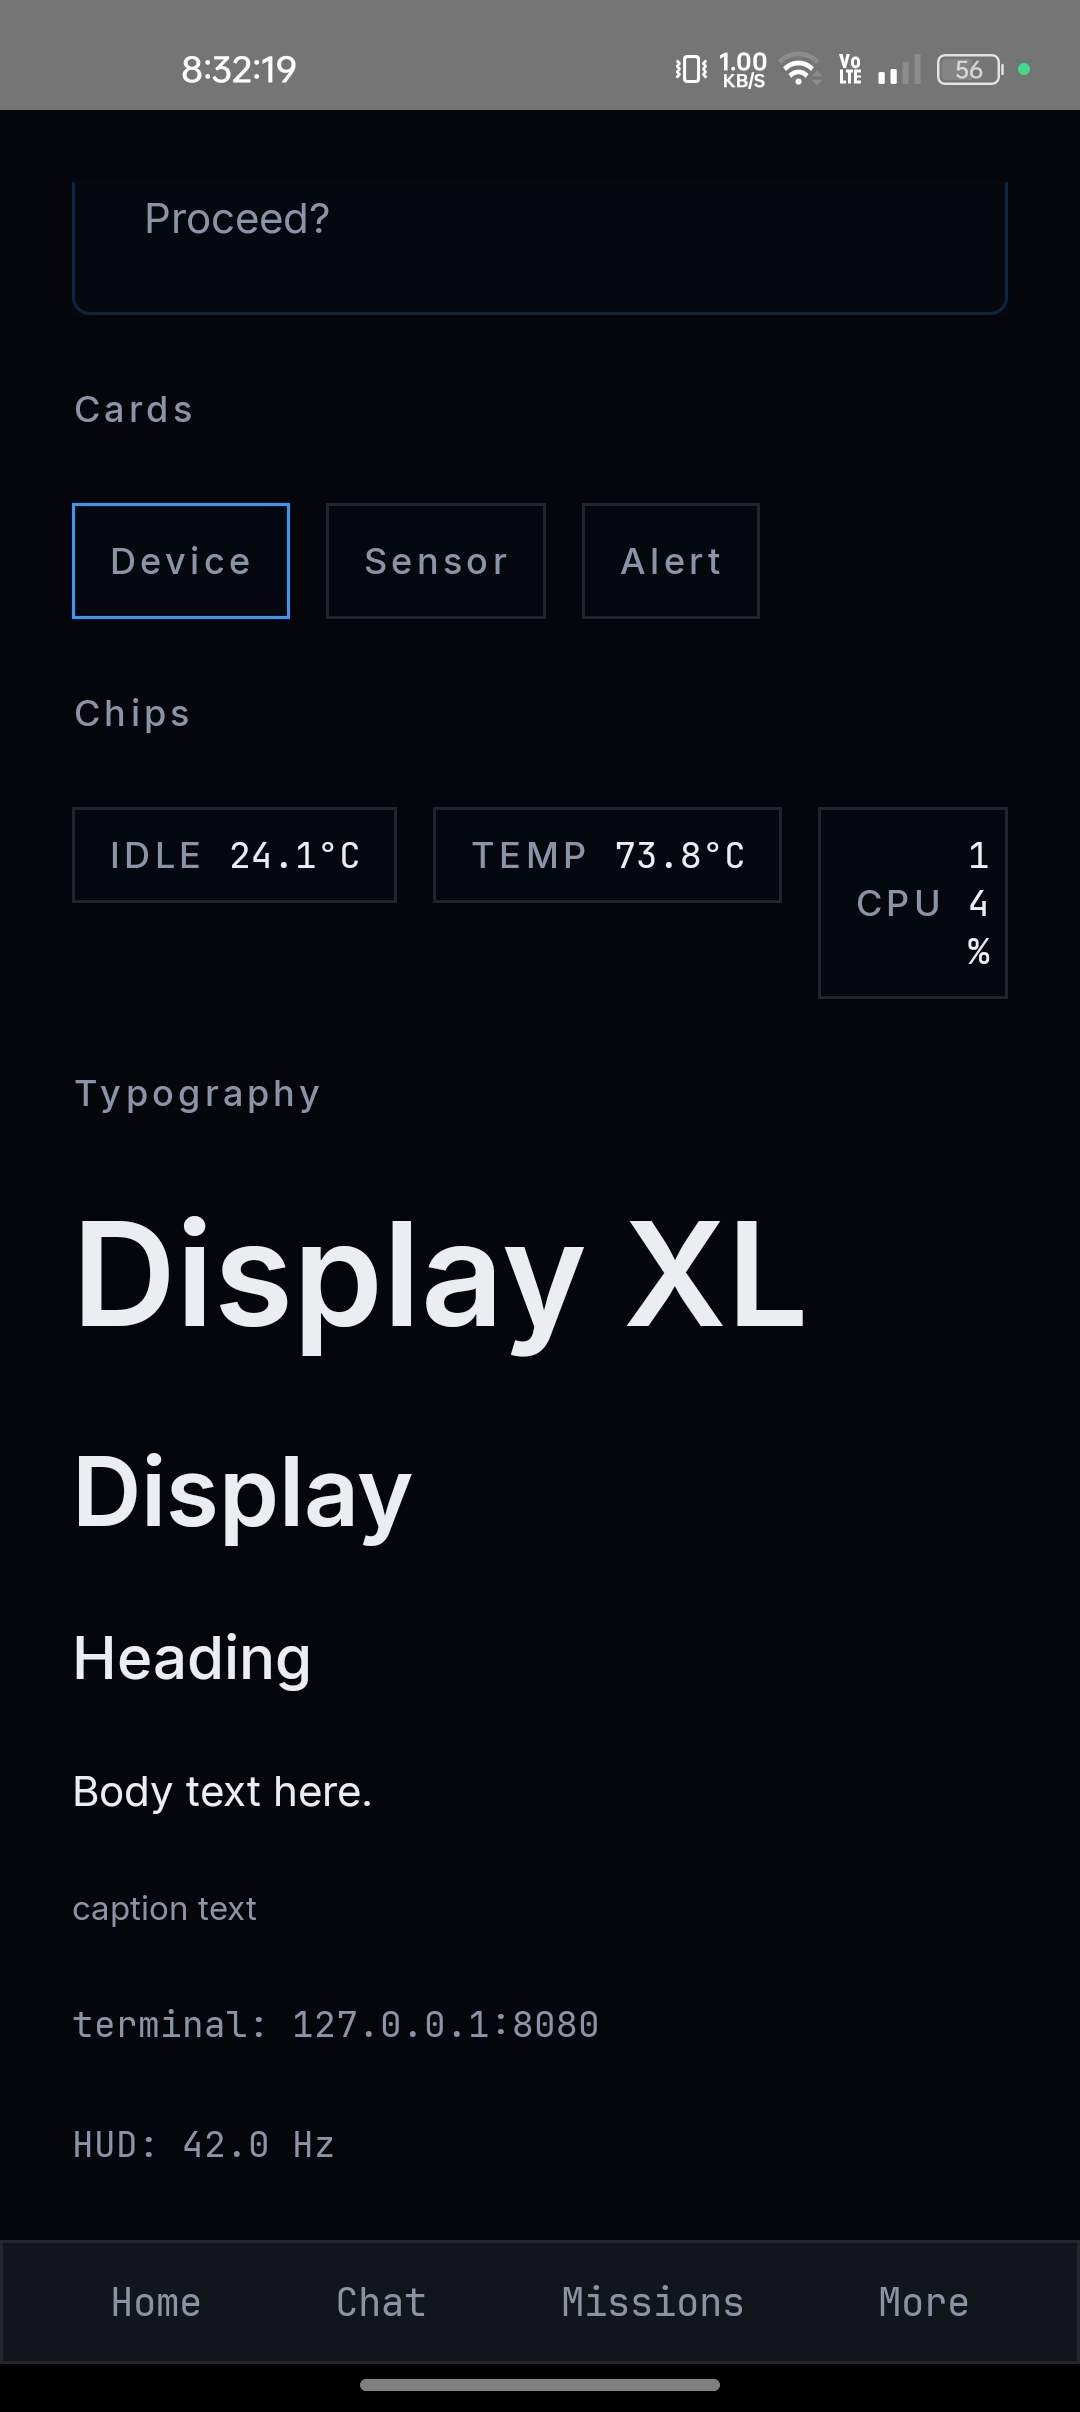 8:32:19 1.00 KB/S Vo LTE 56
Proceed?
Cards
Device Sensor Alert
Chips
IDLE 24.1°C TEMP 73.8°C CPU 14%
Typography
Display XL
Display
Heading
Body text here.
caption text
terminal: 127.0.0.1:8080
HUD: 42.0 Hz
Home Chat Missions More